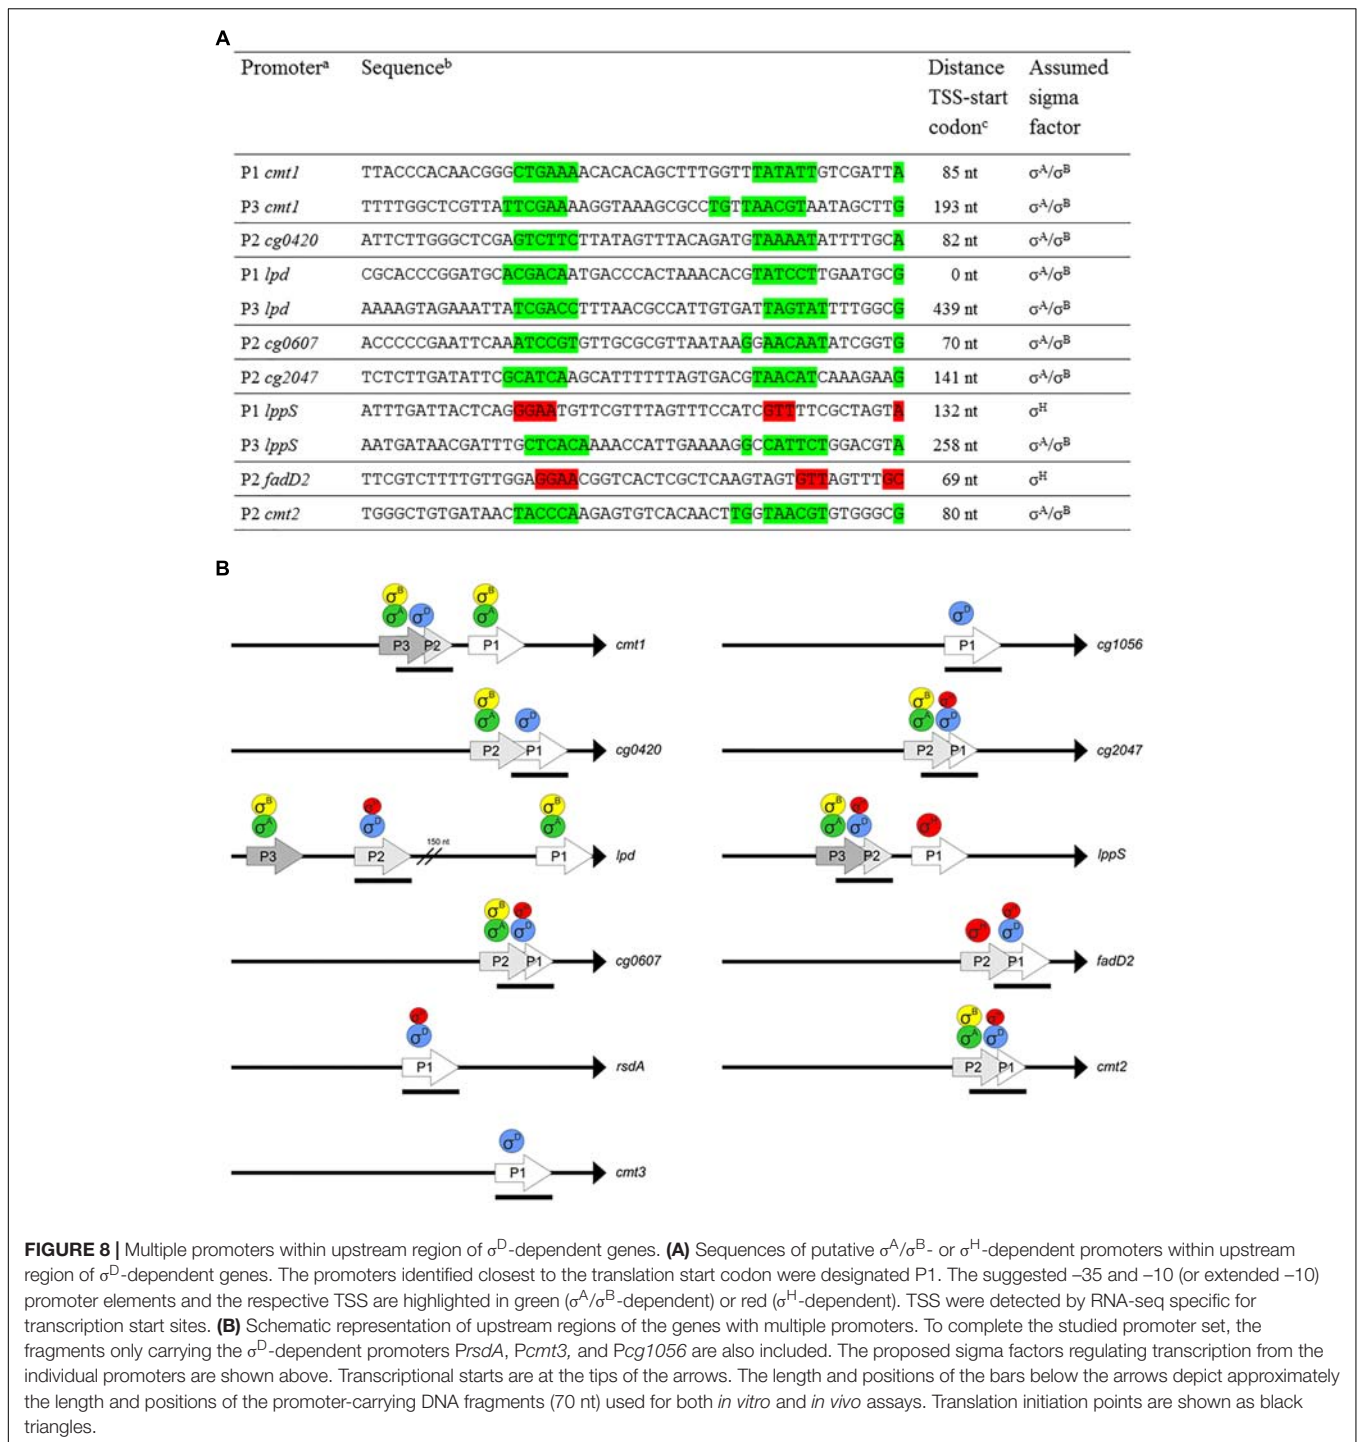 A
Promoterᵃ Sequenceᵇ Distance Assumed
TSS-start sigma
codonᶜ factor
P1 cmt1 TTACCCACAACGGGCTGAAAACACACAGCTTTGGTTTATATTGTCGATTA 85 nt σᴬ/σᴮ
P3 cmt1 TTTTGGCTCGTTATTCGAAAAGGTAAAGCGCCTGTTAACGTAATAGCTTG 193 nt σᴬ/σᴮ
P2 cg0420 ATTCTTGGGCTCGAGTCTTCTTATAGTTTACAGATGTAAAATATTTTGCA 82 nt σᴬ/σᴮ
P1 lpd CGCACCCGGATGCACGACAATGACCCACTAAACACGTATCCTTGAATGCG 0 nt σᴬ/σᴮ
P3 lpd AAAAGTAGAAATTATCGACCTTTAACGCCATTGTGATTAGTATTTTGGCG 439 nt σᴬ/σᴮ
P2 cg0607 ACCCCCGAATTCAAATCCGTGTTGCGCGTTAATAAGGAACAATATCGGTG 70 nt σᴬ/σᴮ
P2 cg2047 TCTCTTGATATTCGCATCAAGCATTTTTTAGTGACGTAACATCAAAGAAG 141 nt σᴬ/σᴮ
P1 lppS ATTTGATTACTCAGGGAATGTTCGTTTAGTTTCCATCGTTTTCGCTAGTA 132 nt σᴴ
P3 lppS AATGATAACGATTTGCTCACAAAACCATTGAAAAGGCCATTCTGGACGTA 258 nt σᴬ/σᴮ
P2 fadD2 TTCGTCTTTTGTTGGAGGAACGGTCACTCGCTCAAGTAGTGTTAGTTTGC 69 nt σᴴ
P2 cmt2 TGGGCTGTGATAACTACCCAAGAGTGTCACAACTTGGTAACGTGTGGGCG 80 nt σᴬ/σᴮ
B
σᴮ σᴮ
σᴬ σᴰ σᴬ σᴰ
P3 P2 P1 cmt1 P1 cg1056
σᴮ σᴮ
σᴬ σᴰ σᴬ σᴰ
P2 P1 cg0420 P2 P1 cg2047
σᴮ σᴮ σᴮ
σᴬ σᴰ σᴬ σᴬ σᴰ σᴴ
150 nt
P3 P2 P1 lpd P3 P2 P1 lppS
σᴮ
σᴬ σᴰ σᴴ σᴰ
P2 P1 cg0607 P2 P1 fadD2
σᴮ
σᴰ σᴬ σᴰ
P1 rsdA P2 P1 cmt2
σᴰ
P1 cmt3
FIGURE 8 | Multiple promoters within upstream region of σᴰ-dependent genes. (A) Sequences of putative σᴬ/σᴮ- or σᴴ-dependent promoters within upstream
region of σᴰ-dependent genes. The promoters identified closest to the translation start codon were designated P1. The suggested –35 and –10 (or extended –10)
promoter elements and the respective TSS are highlighted in green (σᴬ/σᴮ-dependent) or red (σᴴ-dependent). TSS were detected by RNA-seq specific for
transcription start sites. (B) Schematic representation of upstream regions of the genes with multiple promoters. To complete the studied promoter set, the
fragments only carrying the σᴰ-dependent promoters PrsdA, Pcmt3, and Pcg1056 are also included. The proposed sigma factors regulating transcription from the
individual promoters are shown above. Transcriptional starts are at the tips of the arrows. The length and positions of the bars below the arrows depict approximately
the length and positions of the promoter-carrying DNA fragments (70 nt) used for both in vitro and in vivo assays. Translation initiation points are shown as black
triangles.